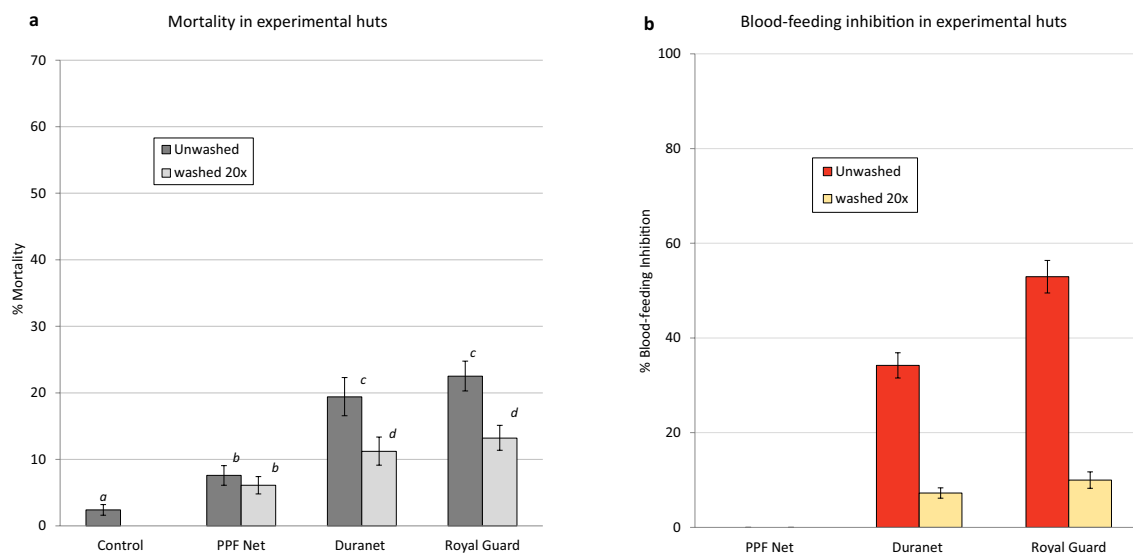 a
Mortality in experimental huts
70
60
50
40
30
20
10
0
% Mortality
Unwashed
washed 20x
a
b
b
c
d
c
d
Control
PPF Net
Duranet
Royal Guard
b
Blood-feeding inhibition in experimental huts
100
80
60
40
20
0
% Blood-feeding Inhibition
Unwashed
washed 20x
PPF Net
Duranet
Royal Guard